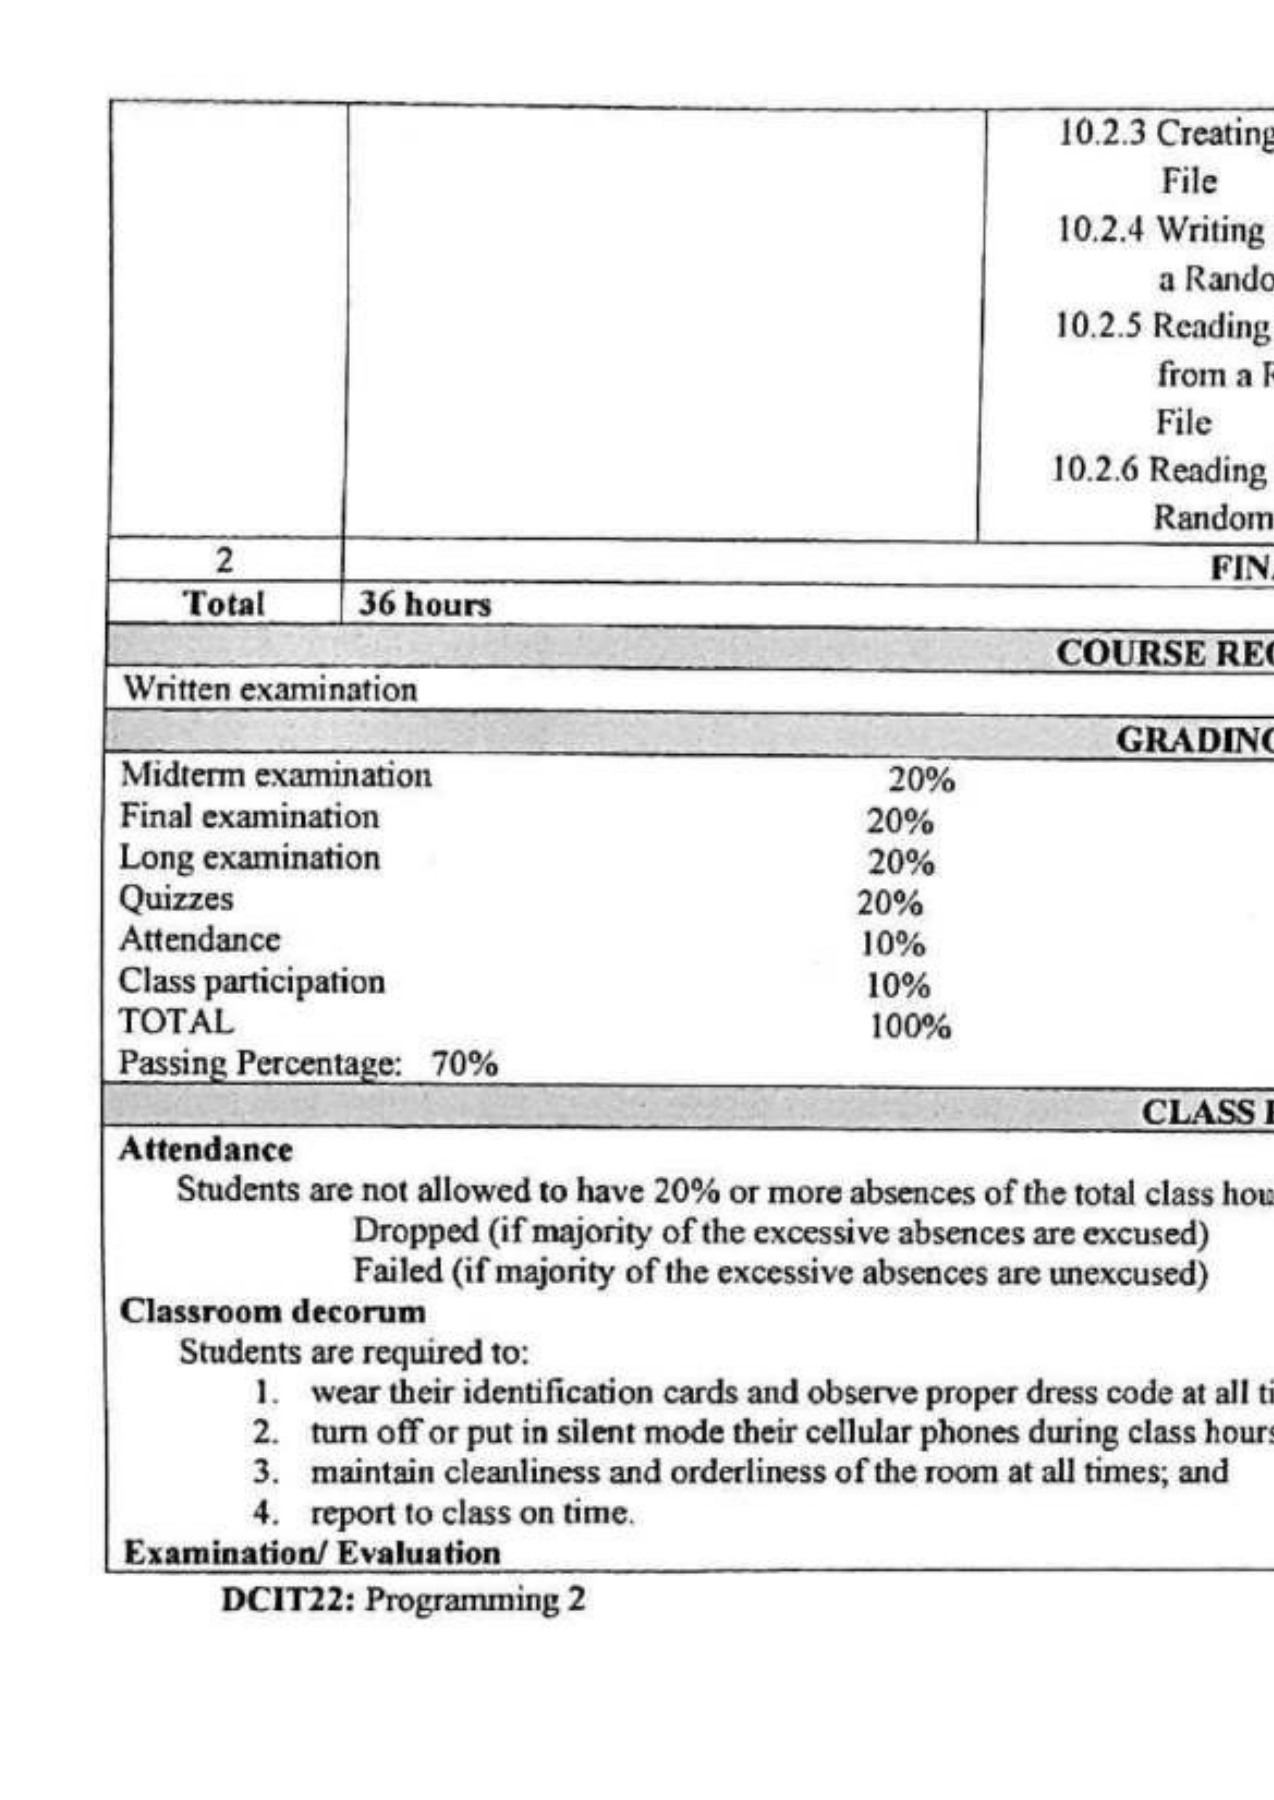 10.2.3 Creating
File
10.2.4 Writing
a Rando
10.2.5 Reading
from a
File
10.2.6 Reading
Random
2 FIN
Total 36 hours
COURSE REQ
Written examination
GRADING
Midterm examination 20%
Final examination 20%
Long examination 20%
Quizzes 20%
Attendance 10%
Class participation 10%
TOTAL 100%
Passing Percentage: 70%
CLASS
Attendance
Students are not allowed to have 20% or more absences of the total class hou
Dropped (if majority of the excessive absences are excused)
Failed (if majority of the excessive absences are unexcused)
Classroom decorum
Students are required to:
1. wear their identification cards and observe proper dress code at all ti
2. turn off or put in silent mode their cellular phones during class hours
3. maintain cleanliness and orderliness of the room at all times; and
4. report to class on time.
Examination/ Evaluation
DCIT22: Programming 2